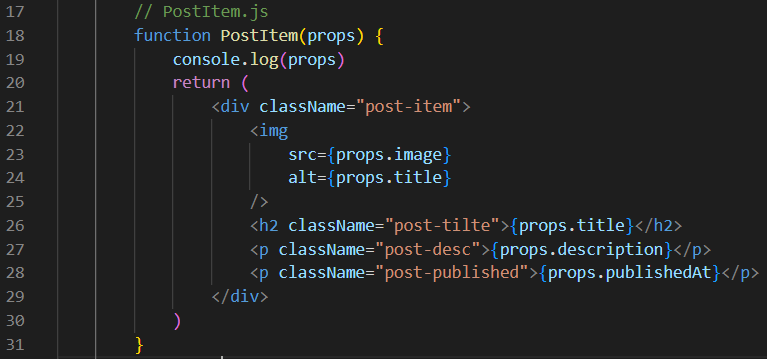 17 // PostItem.js
18 function PostItem(props) {
19 console.log(props)
20 return (
21 <div className="post-item">
22 <img
23 src={props.image}
24 alt={props.title}
25 />
26 <h2 className="post-tilte">{props.title}</h2>
27 <p className="post-desc">{props.description}</p>
28 <p className="post-published">{props.publishedAt}</p>
29 </div>
30 )
31 }